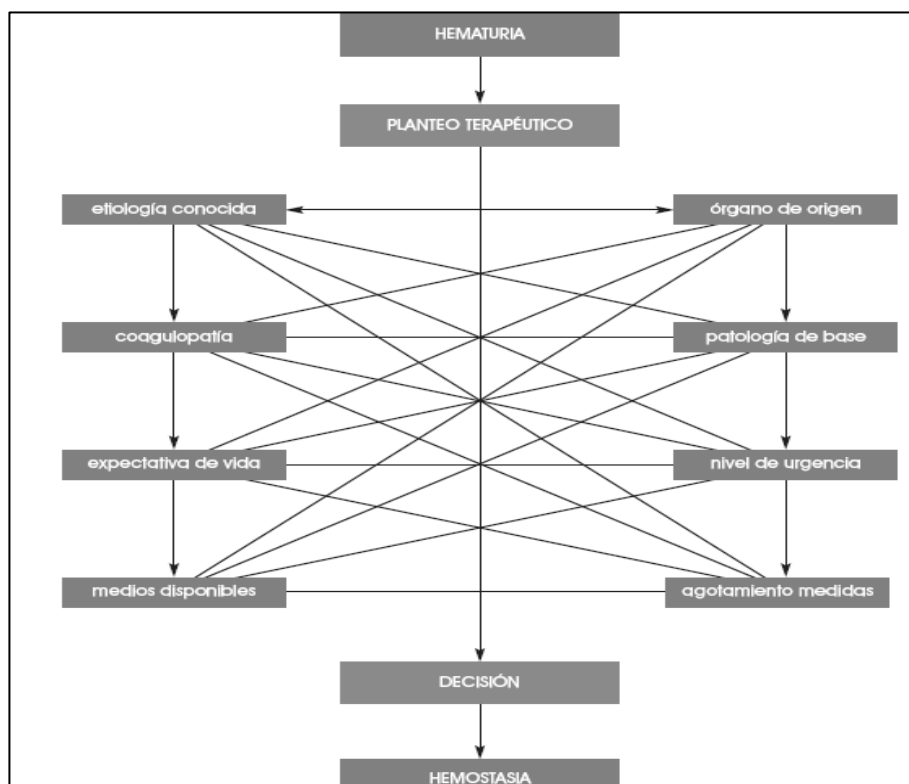 HEMATURIA
PLANTEO TERAPÉUTICO
etiología conocida
órgano de origen
coagulopatía
patología de base
expectativa de vida
nivel de urgencia
medios disponibles
agotamiento medidas
DECISIÓN
HEMOSTASIA